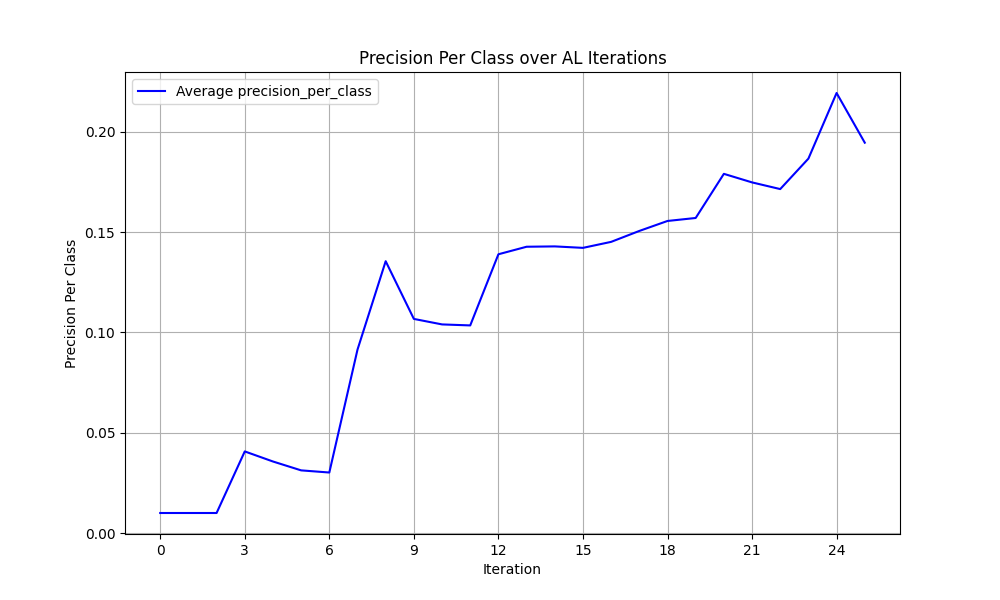 Precision Per Class over AL Iterations
Average precision_per_class
Precision Per Class
0.20
0.15
0.10
0.05
0.00
0 3 6 9 12 15 18 21 24
Iteration